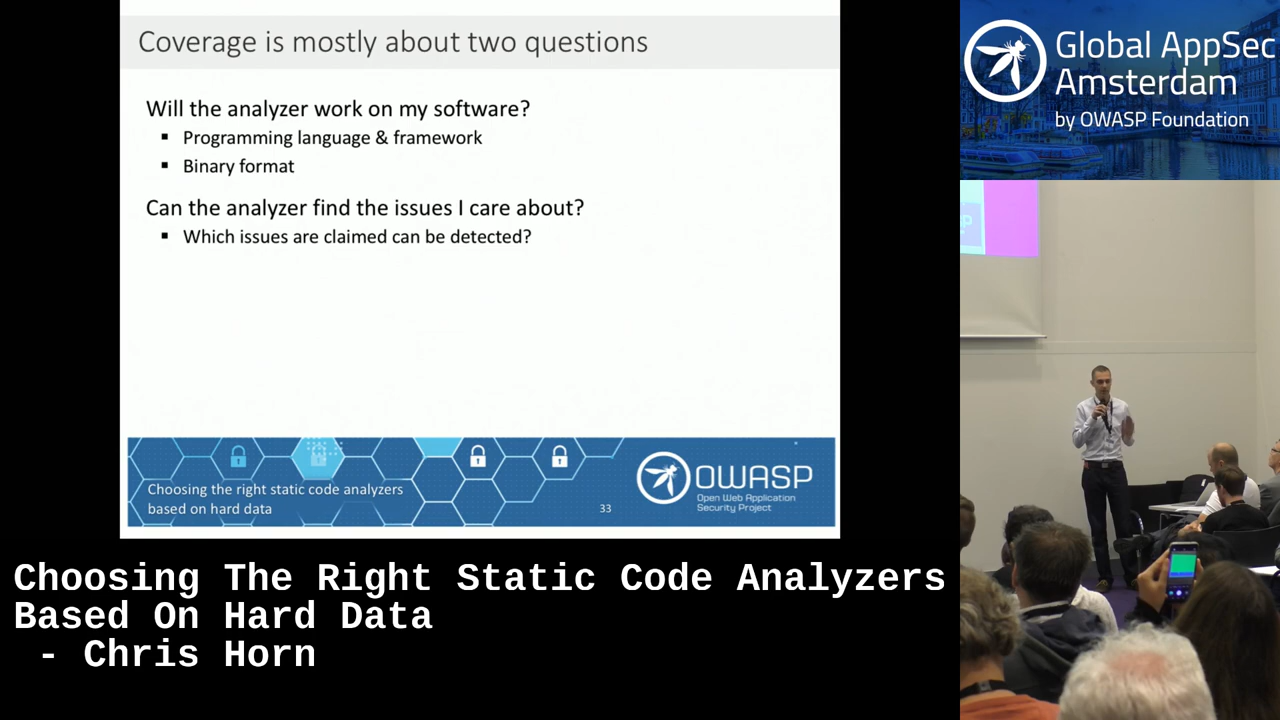 Coverage is mostly about two questions
Will the analyzer work on my software?
▪ Programming language & framework
▪ Binary format
Can the analyzer find the issues I care about?
▪ Which issues are claimed can be detected?
Choosing the right static code analyzers
based on hard data
33
OWASP
Open Web Application
Security Project
Global AppSec
Amsterdam
by OWASP Foundation
Choosing The Right Static Code Analyzers
Based On Hard Data
- Chris Horn